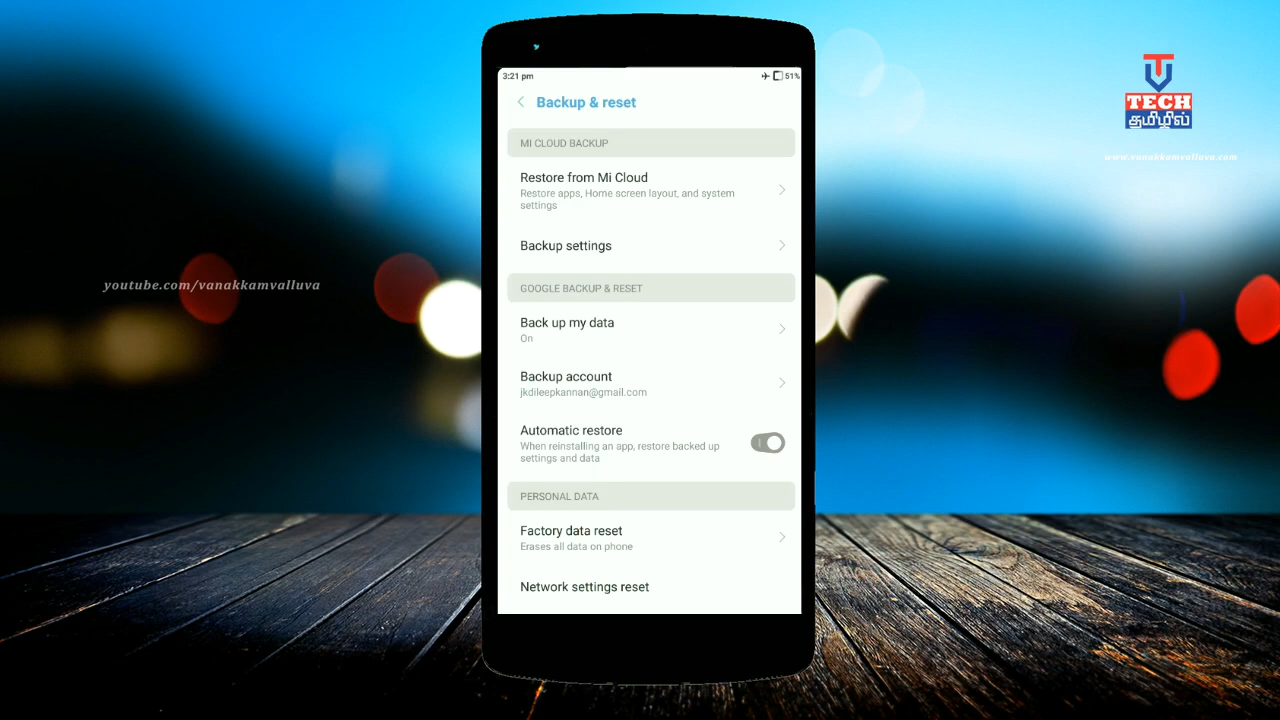 3:21 pm
51%
Backup & reset
MI CLOUD BACKUP
Restore from Mi Cloud
Restore apps, Home screen layout, and system
settings
Backup settings
GOOGLE BACKUP & RESET
Back up my data
On
Backup account
jkdileepkannan@gmail.com
Automatic restore
When reinstalling an app, restore backed up
settings and data
PERSONAL DATA
Factory data reset
Erases all data on phone
Network settings reset
youtube.com/vanakkamvalluva
TECH
தமிழில்
www.vanakkamvalluva.com